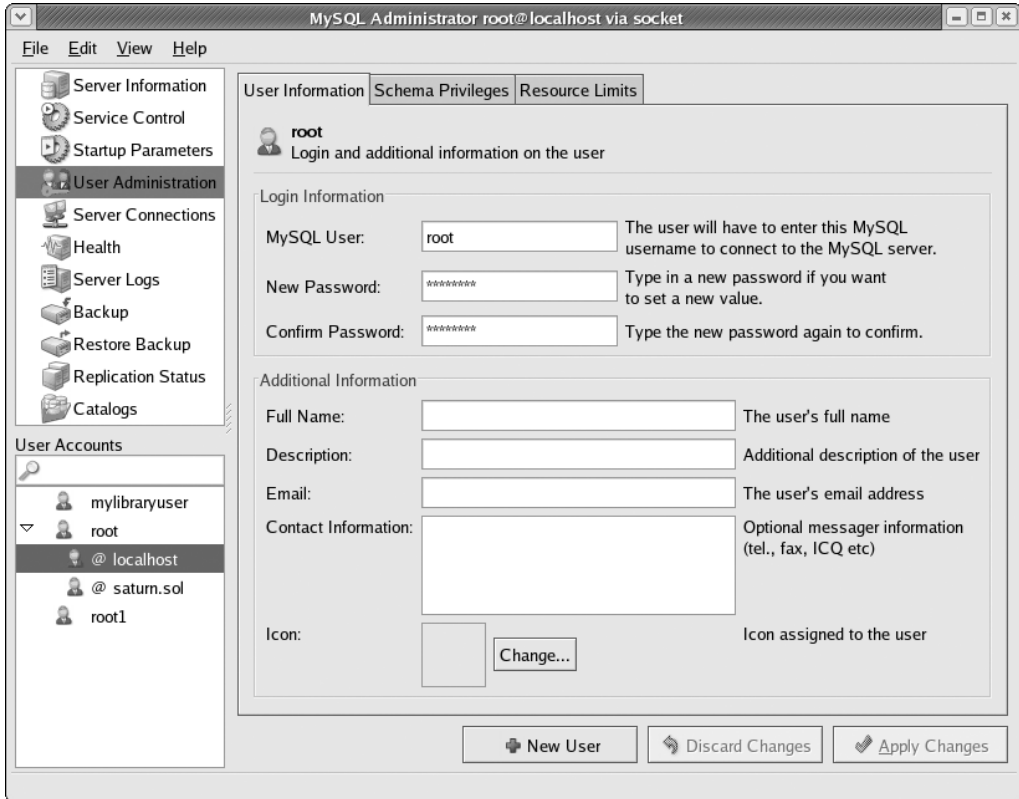 MySQL Administrator root@localhost via socket
File Edit View Help
Server Information
Service Control
Startup Parameters
User Administration
Server Connections
Health
Server Logs
Backup
Restore Backup
Replication Status
Catalogs
User Accounts
mylibraryuser
root
@ localhost
@ saturn.sol
root1
User Information Schema Privileges Resource Limits
root
Login and additional information on the user
Login Information
MySQL User: root The user will have to enter this MySQL
username to connect to the MySQL server.
New Password: ******** Type in a new password if you want
to set a new value.
Confirm Password: ******** Type the new password again to confirm.
Additional Information
Full Name: The user's full name
Description: Additional description of the user
Email: The user's email address
Contact Information: Optional messager information
(tel., fax, ICQ etc)
Icon: Icon assigned to the user
Change...
New User Discard Changes Apply Changes